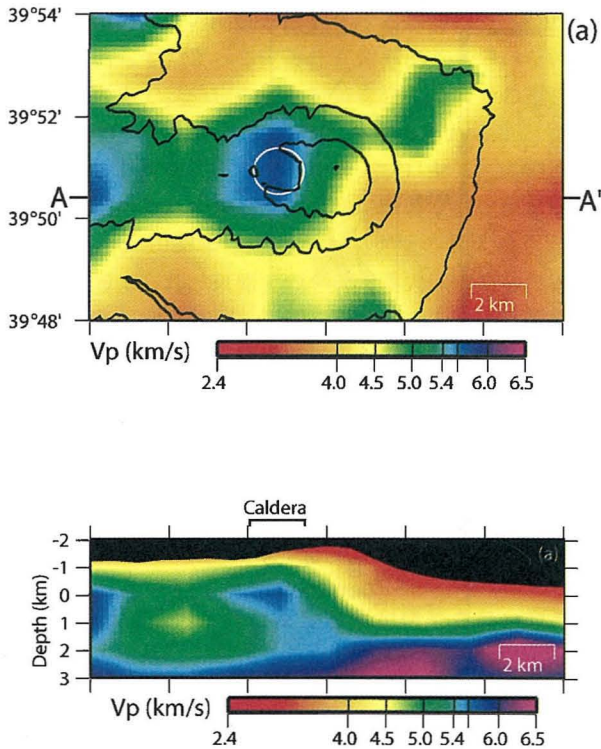 39°54'
(a)
39°52'
A
A'
39°50'
2 km
39°48'
Vp (km/s)
2.4 4.0 4.5 5.0 5.4 6.0 6.5
Caldera
-2
(a)
-1
0
1
2
3
Depth (km)
2 km
Vp (km/s)
2.4 4.0 4.5 5.0 5.4 6.0 6.5